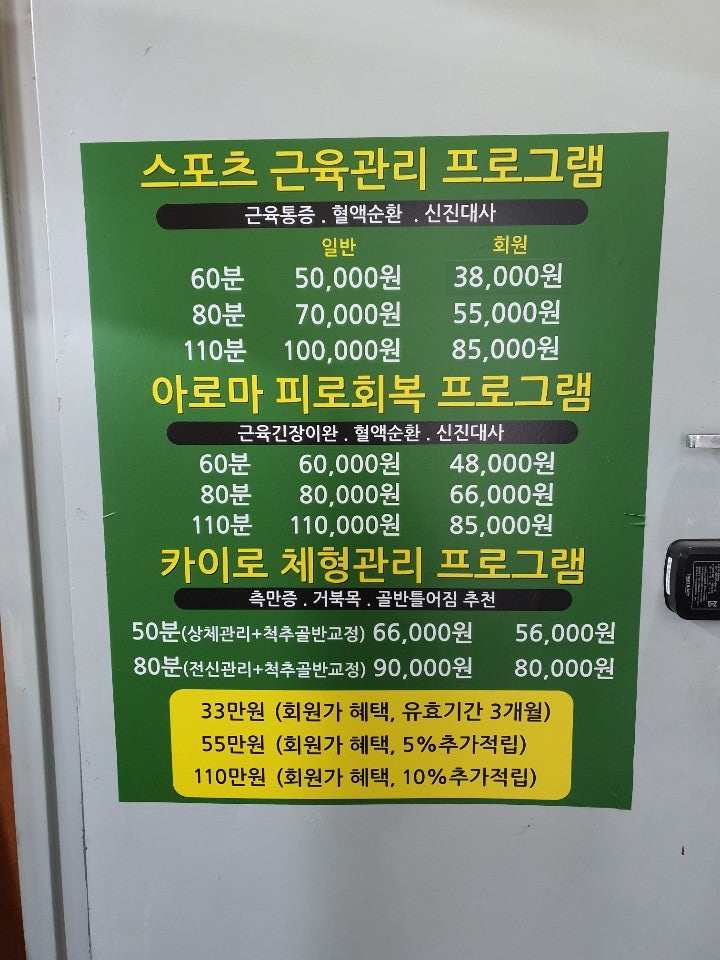 스포츠 근육관리 프로그램
근육통증 . 혈액순환 . 신진대사
일반 회원
60분 50,000원 38,000원
80분 70,000원 55,000원
110분 100,000원 85,000원
아로마 피로회복 프로그램
근육긴장이완 . 혈액순환 . 신진대사
60분 60,000원 48,000원
80분 80,000원 66,000원
110분 110,000원 85,000원
카이로 체형관리 프로그램
측만증 . 거북목 . 골반틀어짐 추천
50분(상체관리+척추골반교정) 66,000원 56,000원
80분(전신관리+척추골반교정) 90,000원 80,000원
33만원 (회원가 혜택, 유효기간 3개월)
55만원 (회원가 혜택, 5%추가적립)
110만원 (회원가 혜택, 10%추가적립)